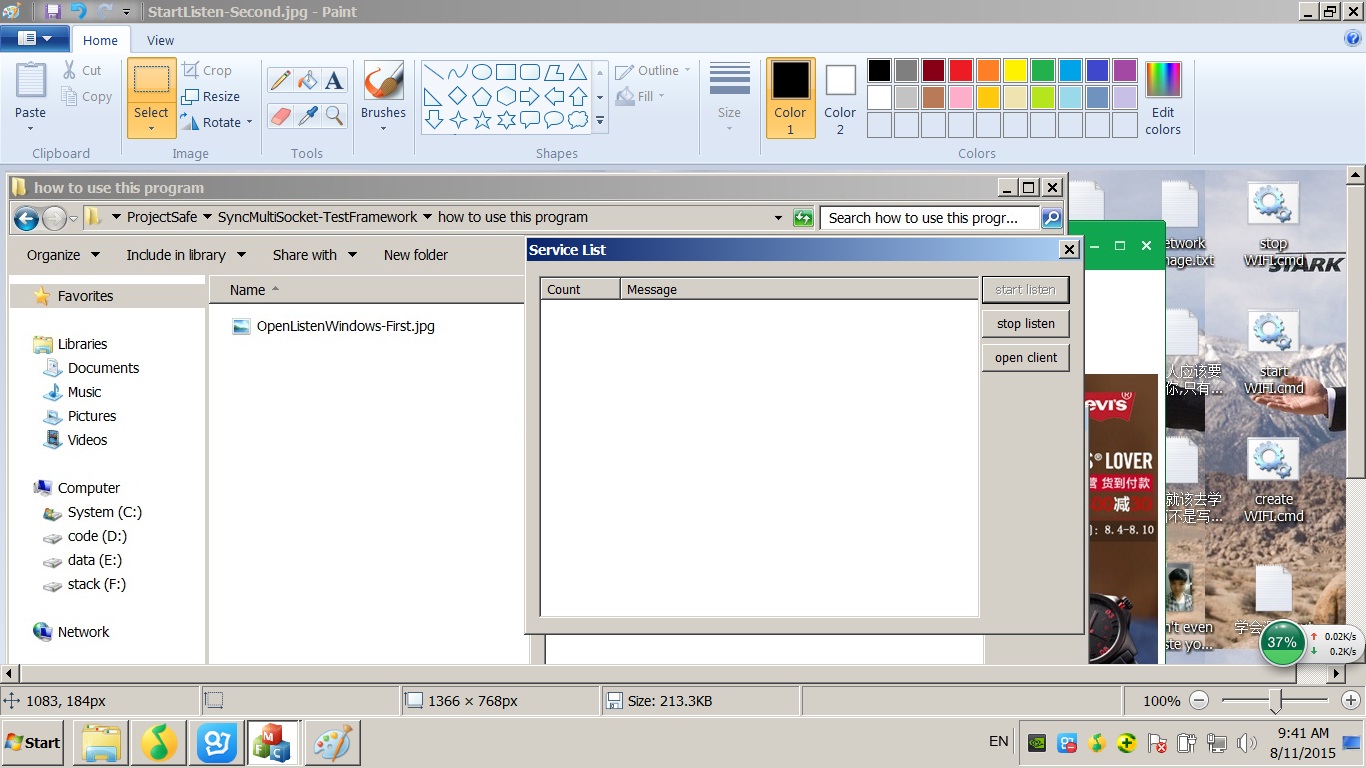 StartListen-Second.jpg - Paint
Home
View
Paste
Cut
Copy
Clipboard
Select
Crop
Resize
Rotate
Image
Tools
Brushes
Shapes
Outline
Fill
Size
Color 1
Color 2
Edit colors
Colors
how to use this program
ProjectSafe
SyncMultiSocket-TestFramework
how to use this program
Search how to use this progr...
Organize
Include in library
Share with
New folder
Favorites
Libraries
Documents
Music
Pictures
Videos
Computer
System (C:)
code (D:)
data (E:)
stack (F:)
Network
Name
OpenListenWindows-First.jpg
Service List
Count
Message
start listen
stop listen
open client
etwork
age.txt
stop
WIFI.cmd
STARK
人应该要
你,只有...
start
WIFI.cmd
evi's
®
S® LOVER
营 货到付款
00减30
: 8.4-8.10
就该去学
不是写...
create
WIFI.cmd
't even
ste yo...
学会
37%
0.02K/s
0.2K/s
1083, 184px
1366 × 768px
Size: 213.3KB
100%
Start
EN
9:41 AM
8/11/2015